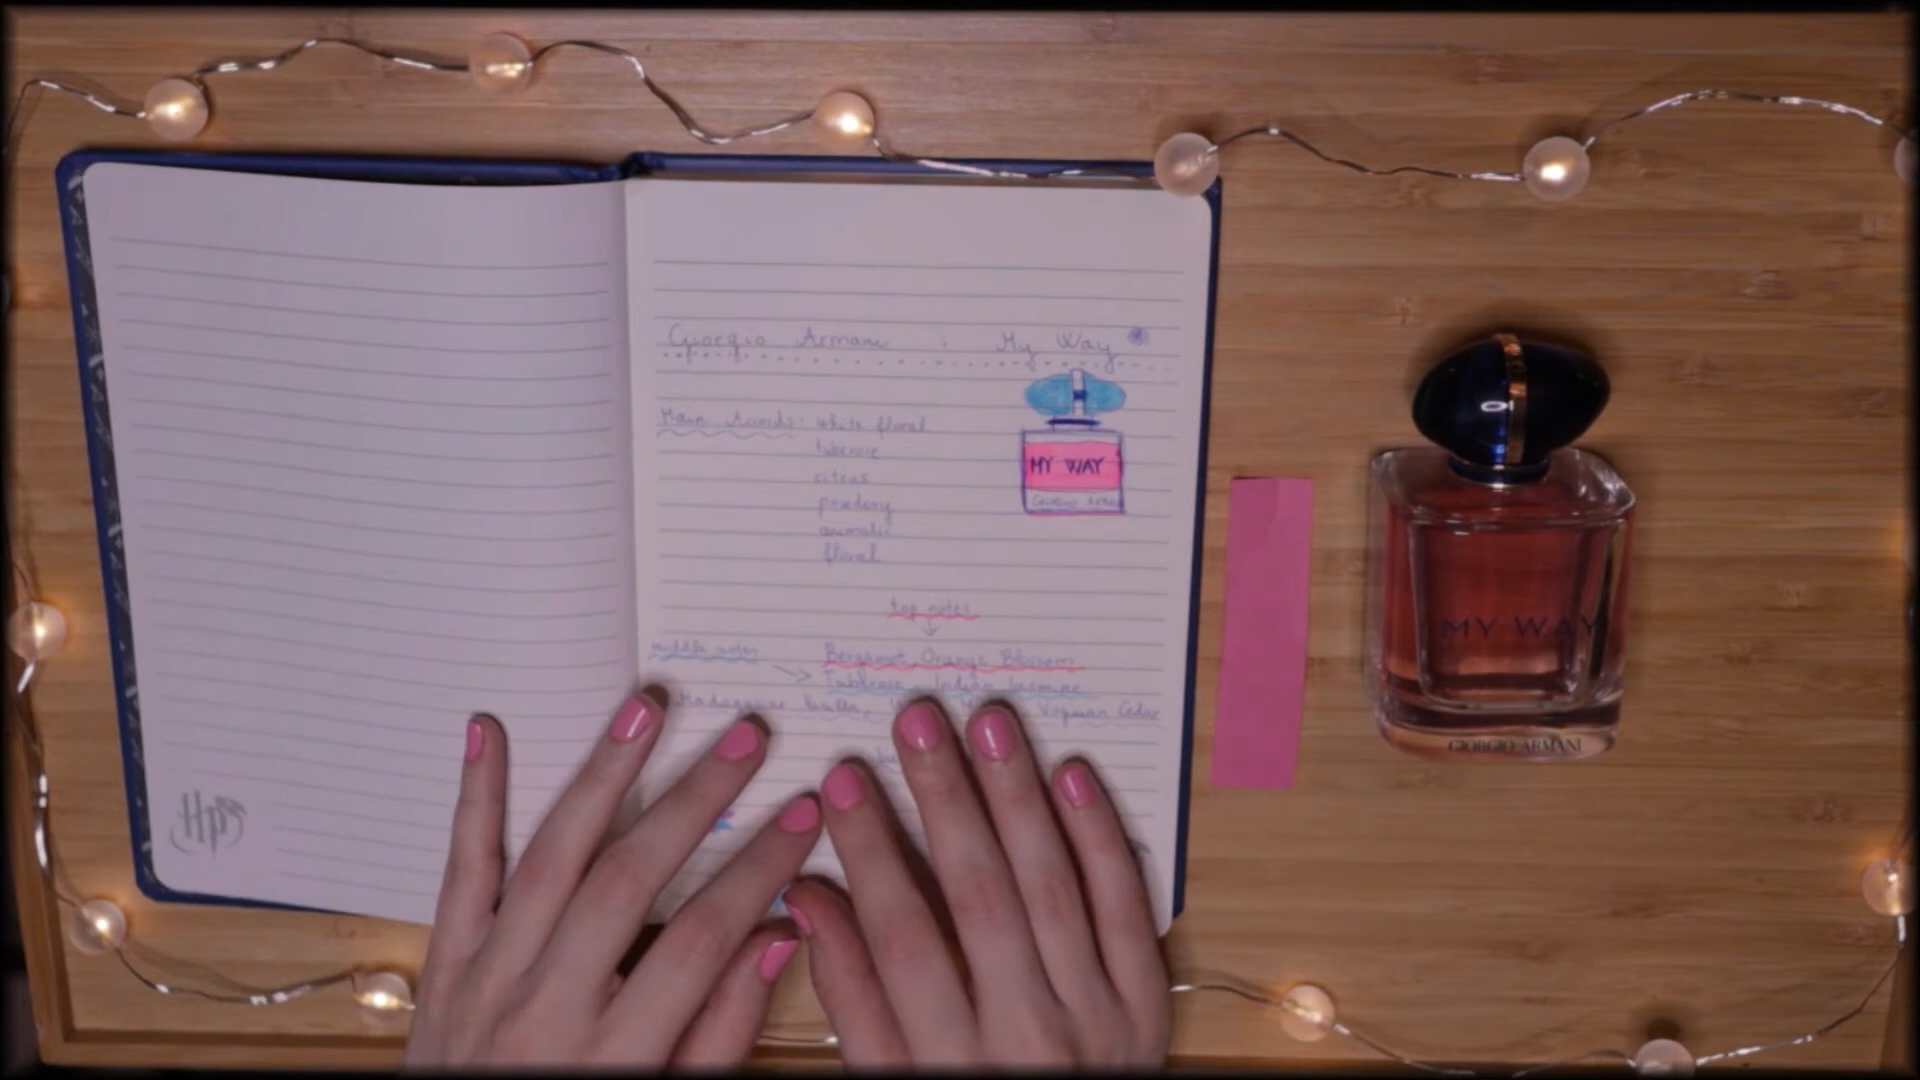 Giorgio Armani : My Way
Main Accords: white floral
tuberose
citrus
powdery
aromatic
floral
MY WAY
top notes
middle notes
Bergamot, Orange Blossom
Tuberose, Indian Jasmine
Madagascar Vanilla, Virginian Cedar
Hp
MY WAY
GIORGIO ARMANI